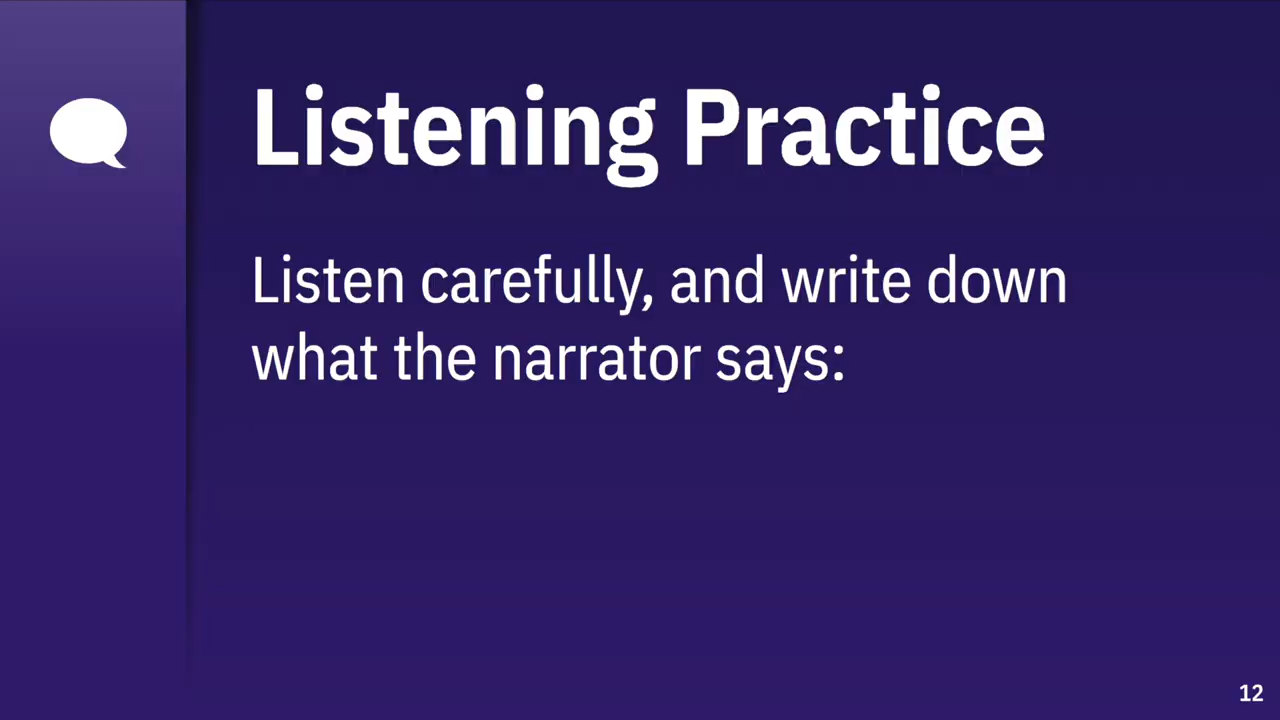 Listening Practice
Listen carefully, and write down
what the narrator says:
12